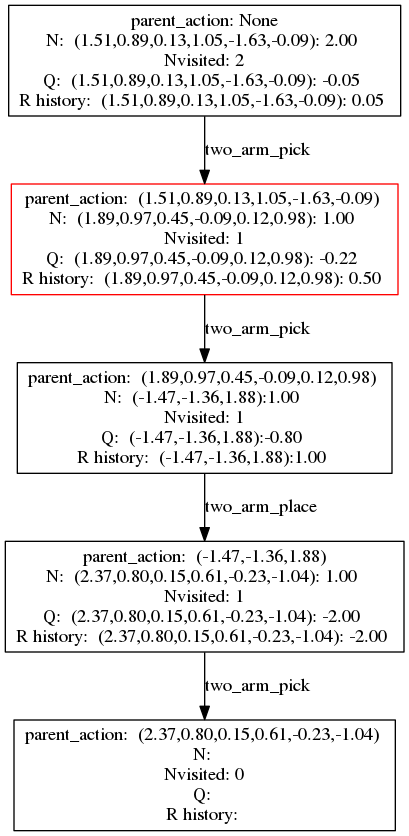 parent_action: None
N:  (1.51,0.89,0.13,1.05,-1.63,-0.09): 2.00
Nvisited: 2
Q:  (1.51,0.89,0.13,1.05,-1.63,-0.09): -0.05
R history:  (1.51,0.89,0.13,1.05,-1.63,-0.09): 0.05
two_arm_pick
parent_action:  (1.51,0.89,0.13,1.05,-1.63,-0.09)
N:  (1.89,0.97,0.45,-0.09,0.12,0.98): 1.00
Nvisited: 1
Q:  (1.89,0.97,0.45,-0.09,0.12,0.98): -0.22
R history:  (1.89,0.97,0.45,-0.09,0.12,0.98): 0.50
two_arm_pick
parent_action:  (1.89,0.97,0.45,-0.09,0.12,0.98)
N:  (-1.47,-1.36,1.88):1.00
Nvisited: 1
Q:  (-1.47,-1.36,1.88):-0.80
R history:  (-1.47,-1.36,1.88):1.00
two_arm_place
parent_action:  (-1.47,-1.36,1.88)
N:  (2.37,0.80,0.15,0.61,-0.23,-1.04): 1.00
Nvisited: 1
Q:  (2.37,0.80,0.15,0.61,-0.23,-1.04): -2.00
R history:  (2.37,0.80,0.15,0.61,-0.23,-1.04): -2.00
two_arm_pick
parent_action:  (2.37,0.80,0.15,0.61,-0.23,-1.04)
N:
Nvisited: 0
Q:
R history: